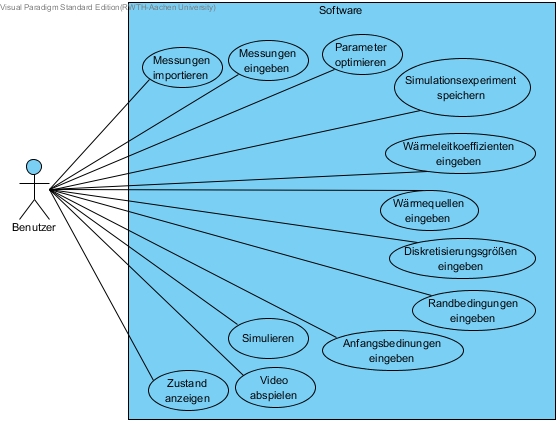 Visual Paradigm Standard Edition(RWTH-Aachen University)
Software
Messungen
importieren
Messungen
eingeben
Parameter
optimieren
Simulationsexperiment
speichern
Wärmeleitkoeffizienten
eingeben
Wärmequellen
eingeben
Diskretisierungsgrößen
eingeben
Randbedingungen
eingeben
Anfangsbedinungen
eingeben
Simulieren
Video
abspielen
Zustand
anzeigen
Benutzer